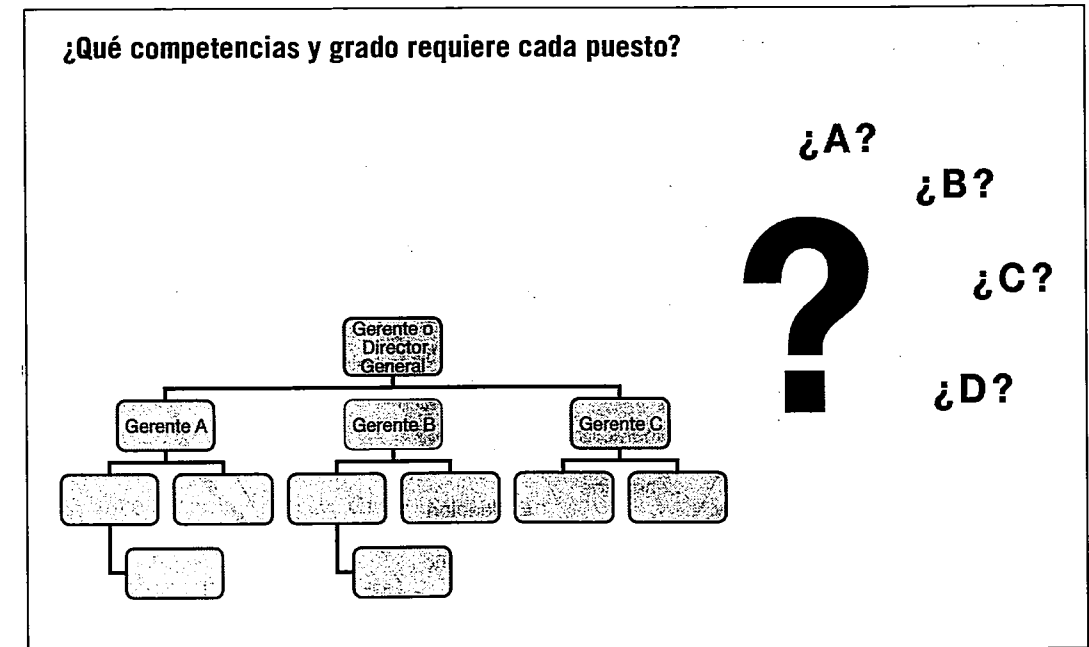 ¿Qué competencias y grado requiere cada puesto?
¿A?
¿B?
?
¿C?
¿D?
Gerente o
Director
General
Gerente A
Gerente B
Gerente C